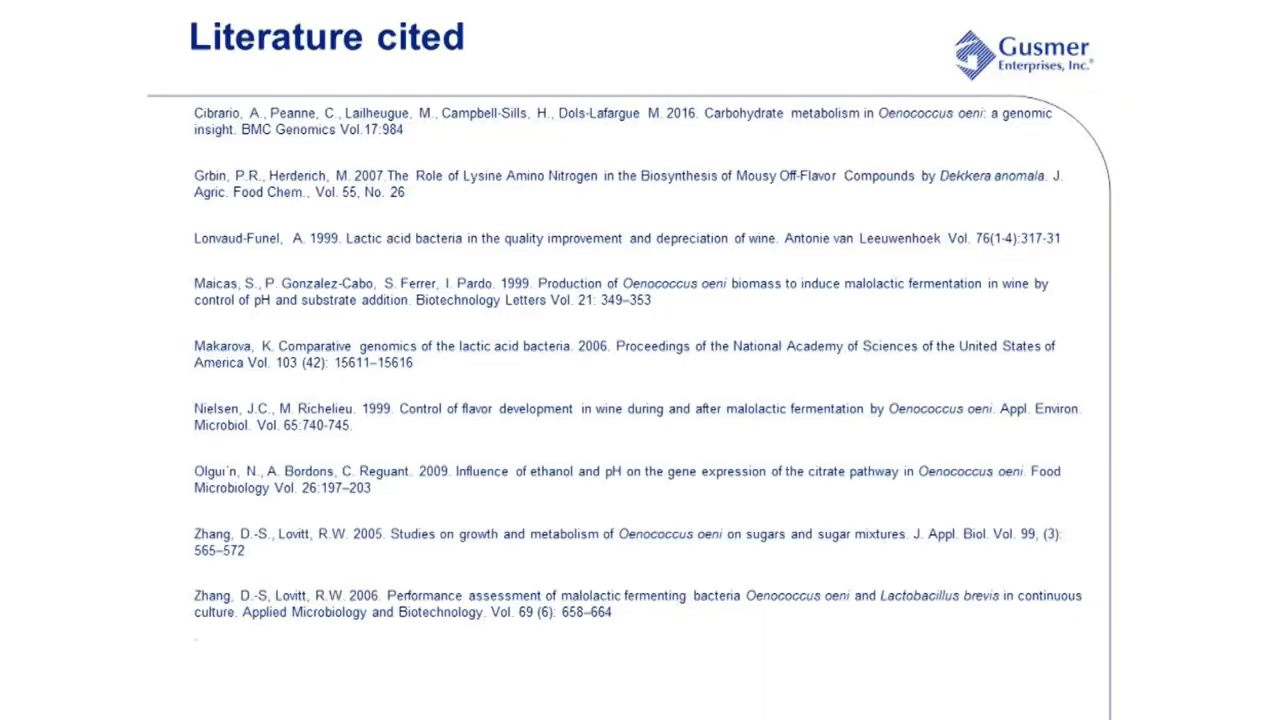 Literature cited
Gusmer
Enterprises, Inc.®
Cibrario, A., Peanne, C., Lailheugue, M., Campbell-Sills, H., Dols-Lafargue M. 2016. Carbohydrate metabolism in Oenococcus oeni: a genomic
insight. BMC Genomics Vol.17:984
Grbin, P.R., Herderich, M. 2007.The Role of Lysine Amino Nitrogen in the Biosynthesis of Mousy Off-Flavor Compounds by Dekkera anomala. J.
Agric. Food Chem., Vol. 55, No. 26
Lonvaud-Funel, A. 1999. Lactic acid bacteria in the quality improvement and depreciation of wine. Antonie van Leeuwenhoek Vol. 76(1-4):317-31
Maicas, S., P. Gonzalez-Cabo, S. Ferrer, I. Pardo. 1999. Production of Oenococcus oeni biomass to induce malolactic fermentation in wine by
control of pH and substrate addition. Biotechnology Letters Vol. 21: 349–353
Makarova, K. Comparative genomics of the lactic acid bacteria. 2006. Proceedings of the National Academy of Sciences of the United States of
America Vol. 103 (42): 15611–15616
Nielsen, J.C., M. Richelieu. 1999. Control of flavor development in wine during and after malolactic fermentation by Oenococcus oeni. Appl. Environ.
Microbiol. Vol. 65:740-745.
Olguı´n, N., A. Bordons, C. Reguant. 2009. Influence of ethanol and pH on the gene expression of the citrate pathway in Oenococcus oeni. Food
Microbiology Vol. 26:197–203
Zhang, D.-S., Lovitt, R.W. 2005. Studies on growth and metabolism of Oenococcus oeni on sugars and sugar mixtures. J. Appl. Biol. Vol. 99, (3):
565–572
Zhang, D.-S, Lovitt, R.W. 2006. Performance assessment of malolactic fermenting bacteria Oenococcus oeni and Lactobacillus brevis in continuous
culture. Applied Microbiology and Biotechnology. Vol. 69 (6): 658–664
.